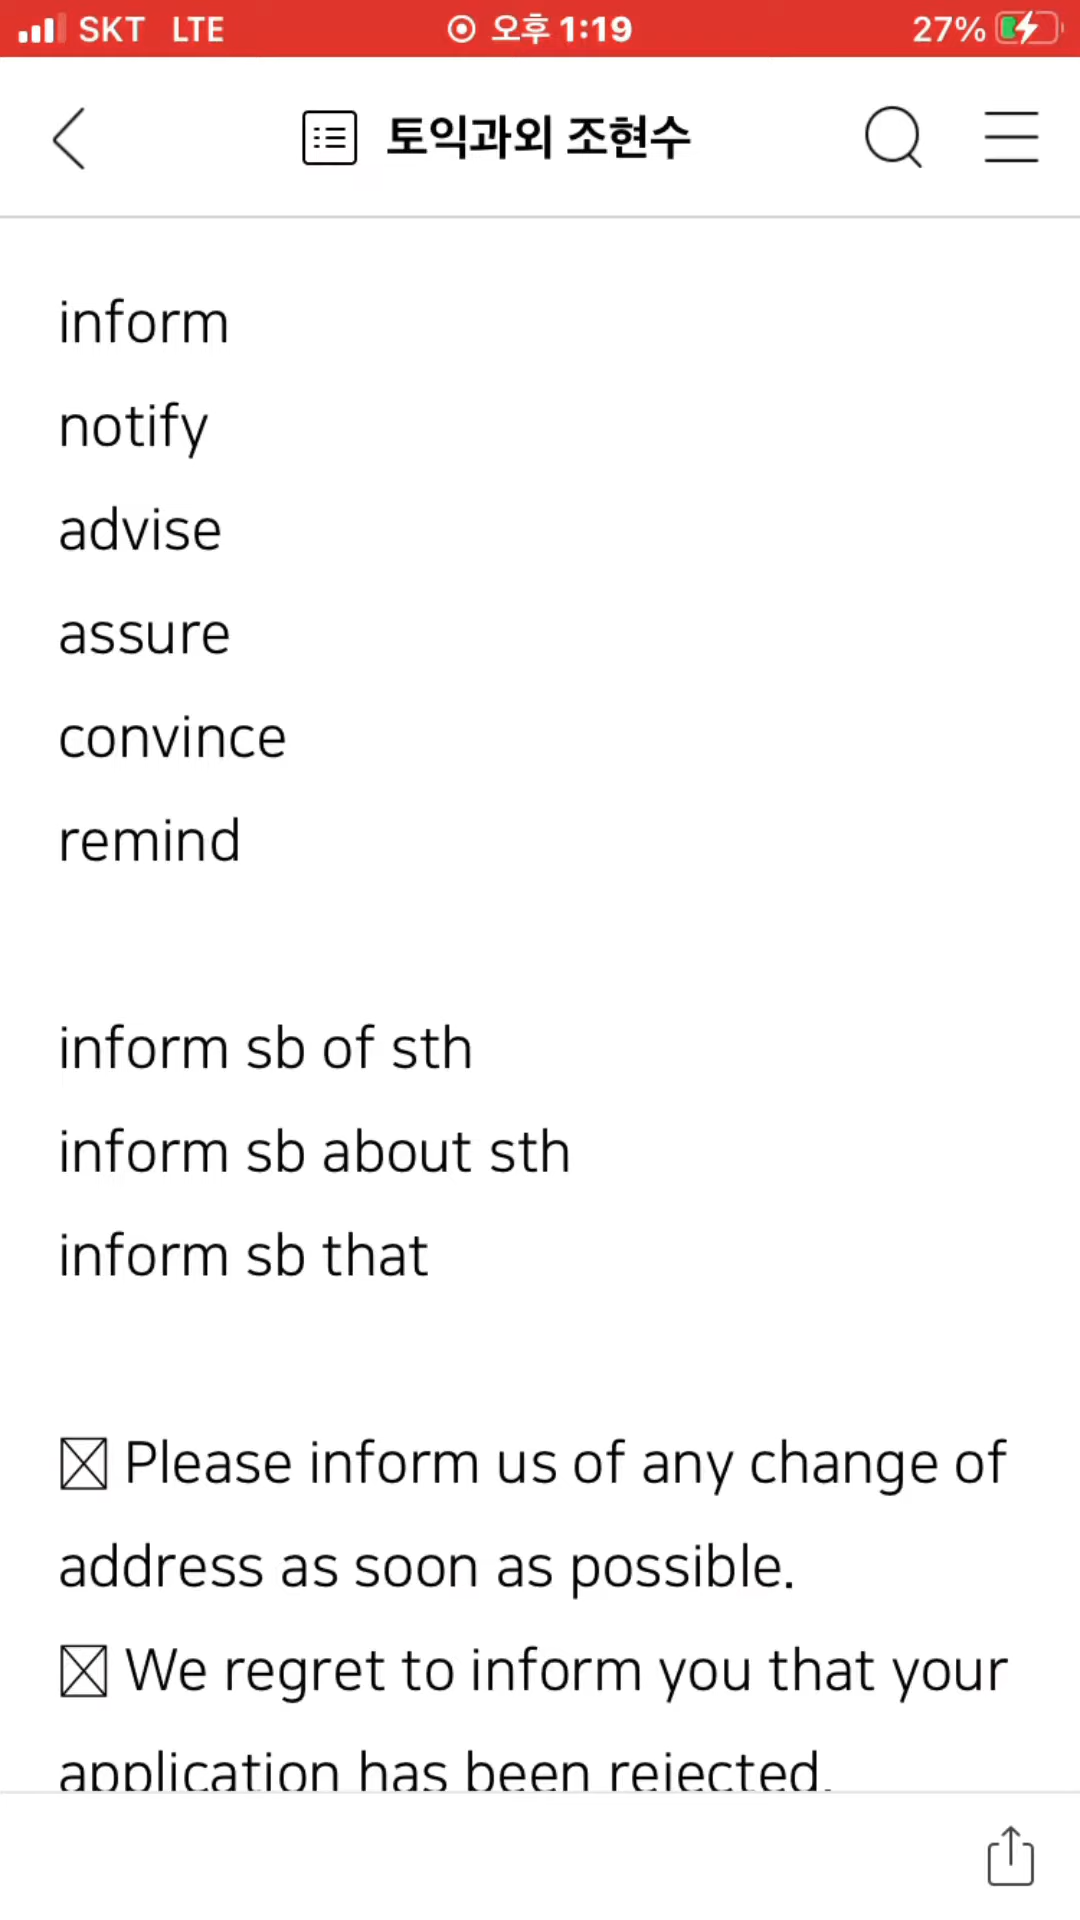 SKT LTE 오후 1:19 27%
토익과외 조현수
inform
notify
advise
assure
convince
remind
inform sb of sth
inform sb about sth
inform sb that
Please inform us of any change of
address as soon as possible.
We regret to inform you that your
application has been rejected.